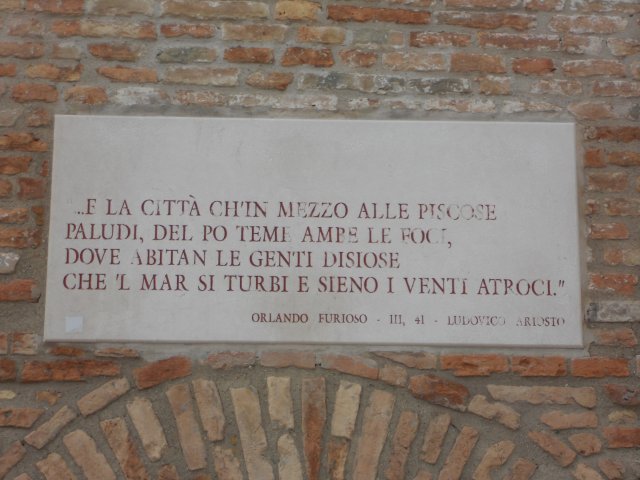 "...E LA CITTÀ CH'IN MEZZO ALLE PISCOSE
PALUDI, DEL PO TEME AMBE LE FOCI,
DOVE ABITAN LE GENTI DISIOSE
CHE 'L MAR SI TURBI E SIENO I VENTI ATROCI."
ORLANDO FURIOSO - III, 41 - LUDOVICO ARIOSTO